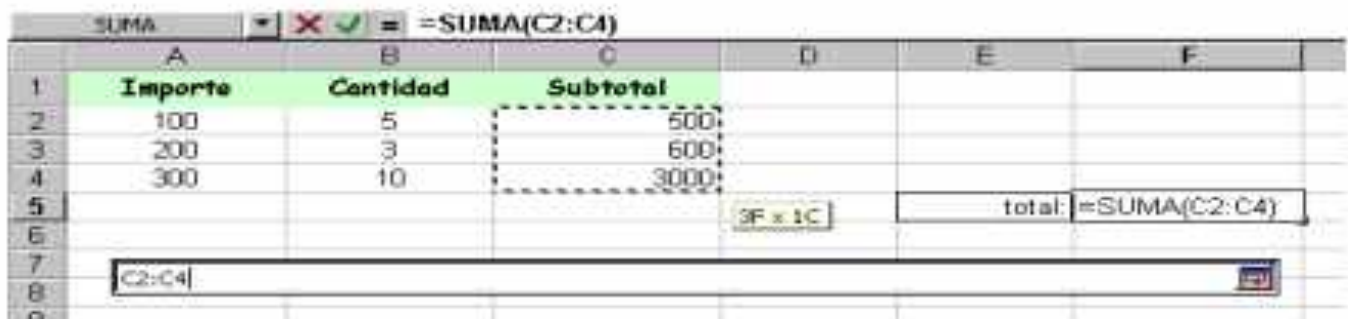 SUMA =SUMA(C2:C4)
A B C D E F
1 Importe Cantidad Subtotal
2 100 5 500
3 200 3 600
4 300 10 3000
5 total: =SUMA(C2:C4)
3F x 1C
6
7
C2:C4
8
9